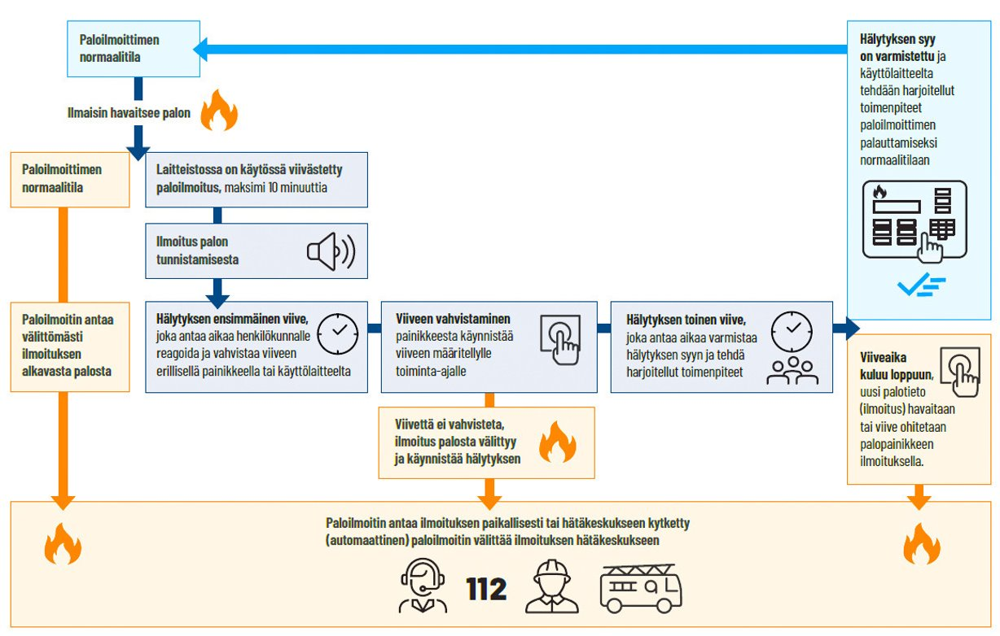 Paloilmoittimen
normaalitila
Ilmaisin havaitsee palon
Paloilmoittimen
normaalitila
Laitteistossa on käytössä viivästetty
paloilmoitus, maksimi 10 minuuttia
Ilmoitus palon
tunnistamisesta
Paloilmoitin antaa
välittömästi
ilmoituksen
alkavasta palosta
Hälytyksen ensimmäinen viive,
joka antaa aikaa henkilökunnalle
reagoida ja vahvistaa viiveen
erillisellä painikkeella tai käyttölaitteelta
Viiveen vahvistaminen
painikkeesta käynnistää
viiveen määritellylle
toiminta-ajalle
Hälytyksen toinen viive,
joka antaa aikaa varmistaa
hälytyksen syyn ja tehdä
harjoitellut toimenpiteet
Hälytyksen syy
on varmistettu ja
käyttölaitteelta
tehdään harjoitellut
toimenpiteet
paloilmoittimen
palauttamiseksi
normaalitilaan
Viivettä ei vahvisteta,
ilmoitus palosta välittyy
ja käynnistää hälytyksen
Viiveaika
kuluu loppuun,
uusi palotieto
(ilmoitus) havaitaan
tai viive ohitetaan
palopainikkeen
ilmoituksella.
Paloilmoitin antaa ilmoituksen paikallisesti tai hätäkeskukseen kytketty
(automaattinen) paloilmoitin välittää ilmoituksen hätäkeskukseen
112